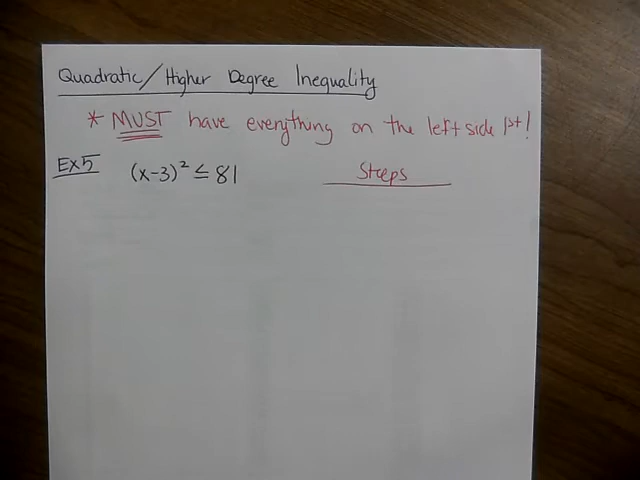 Quadratic/Higher Degree Inequality
* MUST have everything on the left side 1st!
Ex5 (x-3)² ≤ 81 Steps